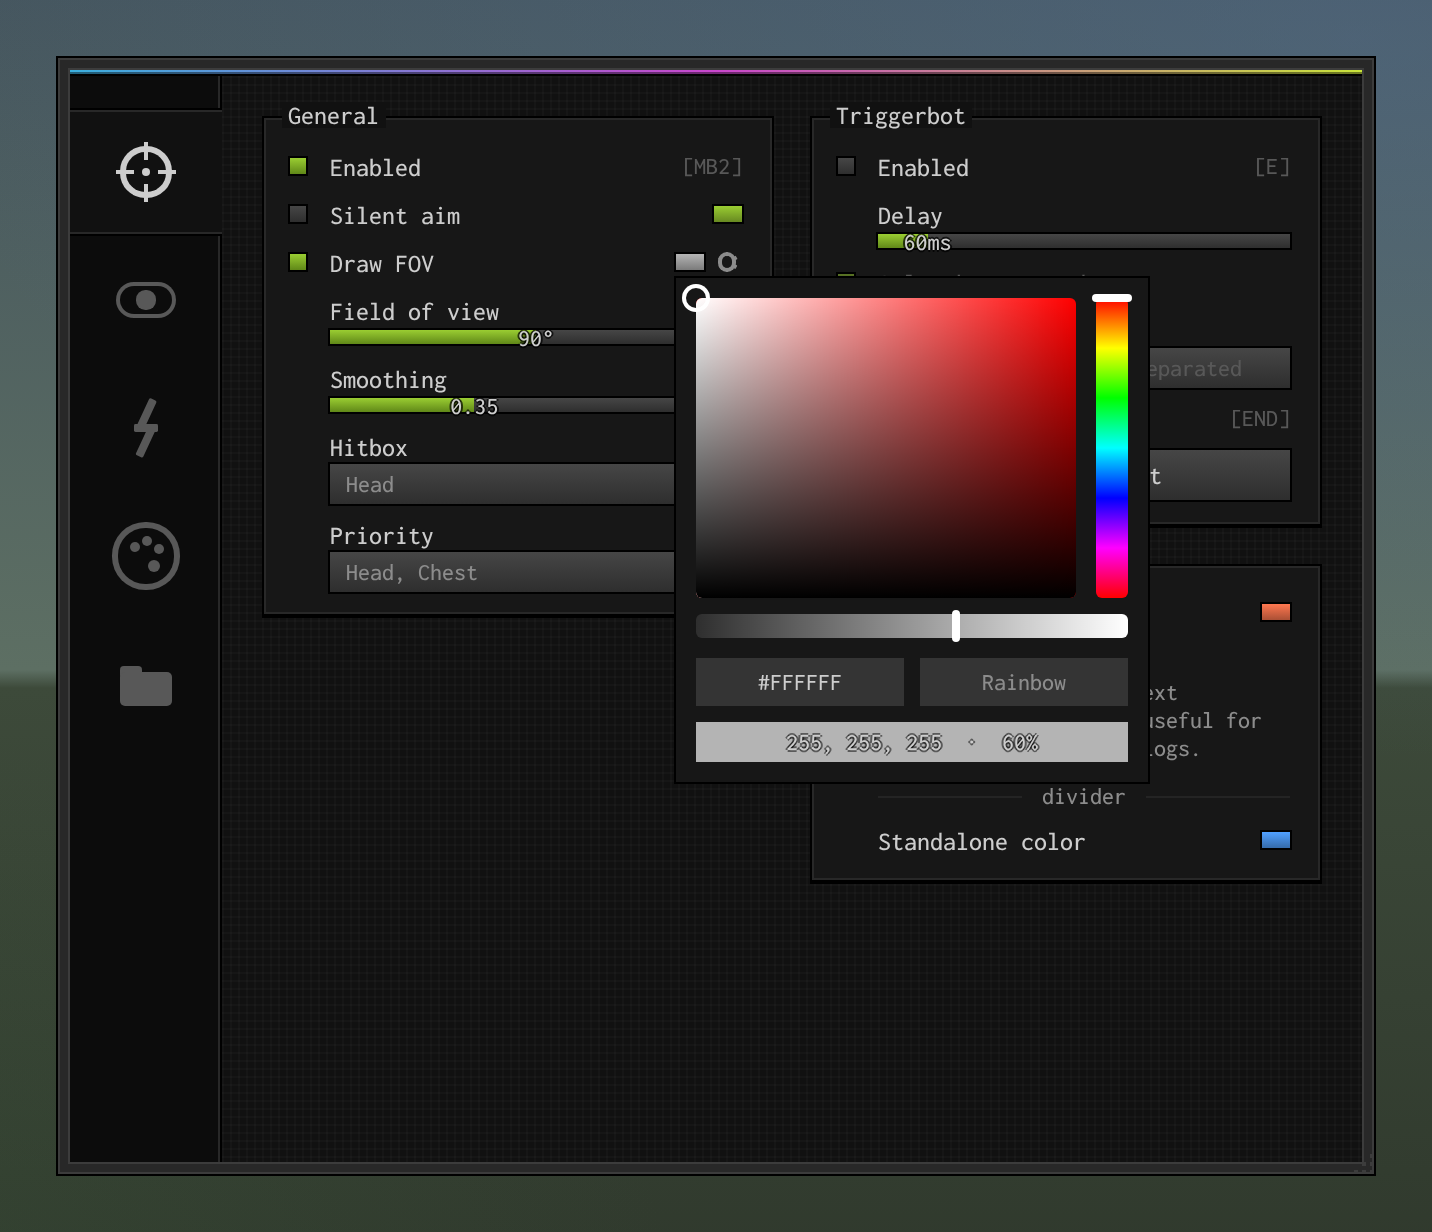 General
Enabled [MB2]
Silent aim
Draw FOV
Field of view
90°
Smoothing
0.35
Hitbox
Head
Priority
Head, Chest
Triggerbot
Enabled [E]
Delay
60ms
eparated
[END]
t
#FFFFFF Rainbow
255, 255, 255 · 60%
ext
useful for
logs.
divider
Standalone color